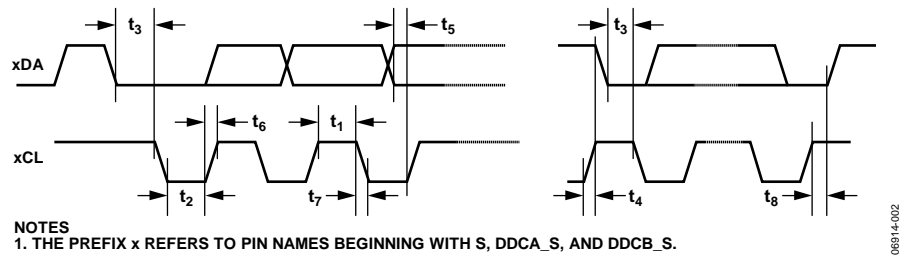 t3
t5
t3
xDA
t6
t1
xCL
t2
t7
t4
t8
NOTES
1. THE PREFIX x REFERS TO PIN NAMES BEGINNING WITH S, DDCA_S, AND DDCB_S.
06914-002